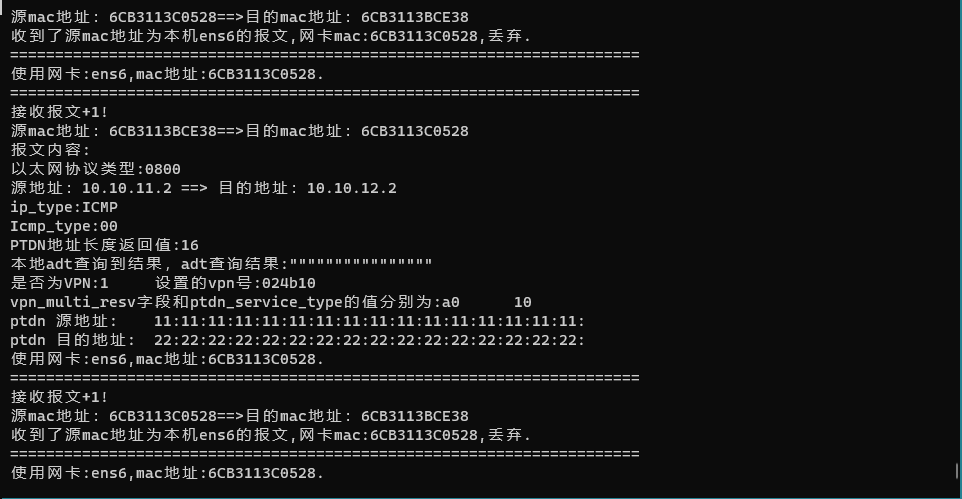 源mac地址: 6CB3113C0528==>目的mac地址: 6CB3113BCE38
收到了源mac地址为本机ens6的报文,网卡mac:6CB3113C0528,丢弃.
======================================================================
使用网卡:ens6,mac地址:6CB3113C0528.
======================================================================
接收报文+1!
源mac地址: 6CB3113BCE38==>目的mac地址: 6CB3113C0528
报文内容:
以太网协议类型:0800
源地址: 10.10.11.2 ==> 目的地址: 10.10.12.2
ip_type:ICMP
Icmp_type:00
PTDN地址长度返回值:16
本地adt查询到结果, adt查询结果:""""""""""""""""
是否为VPN:1     设置的vpn号:024b10
vpn_multi_resv字段和ptdn_service_type的值分别为:a0      10
ptdn 源地址:    11:11:11:11:11:11:11:11:11:11:11:11:11:11:11:11:
ptdn 目的地址:  22:22:22:22:22:22:22:22:22:22:22:22:22:22:22:22:
使用网卡:ens6,mac地址:6CB3113C0528.
======================================================================
接收报文+1!
源mac地址: 6CB3113C0528==>目的mac地址: 6CB3113BCE38
收到了源mac地址为本机ens6的报文,网卡mac:6CB3113C0528,丢弃.
======================================================================
使用网卡:ens6,mac地址:6CB3113C0528.